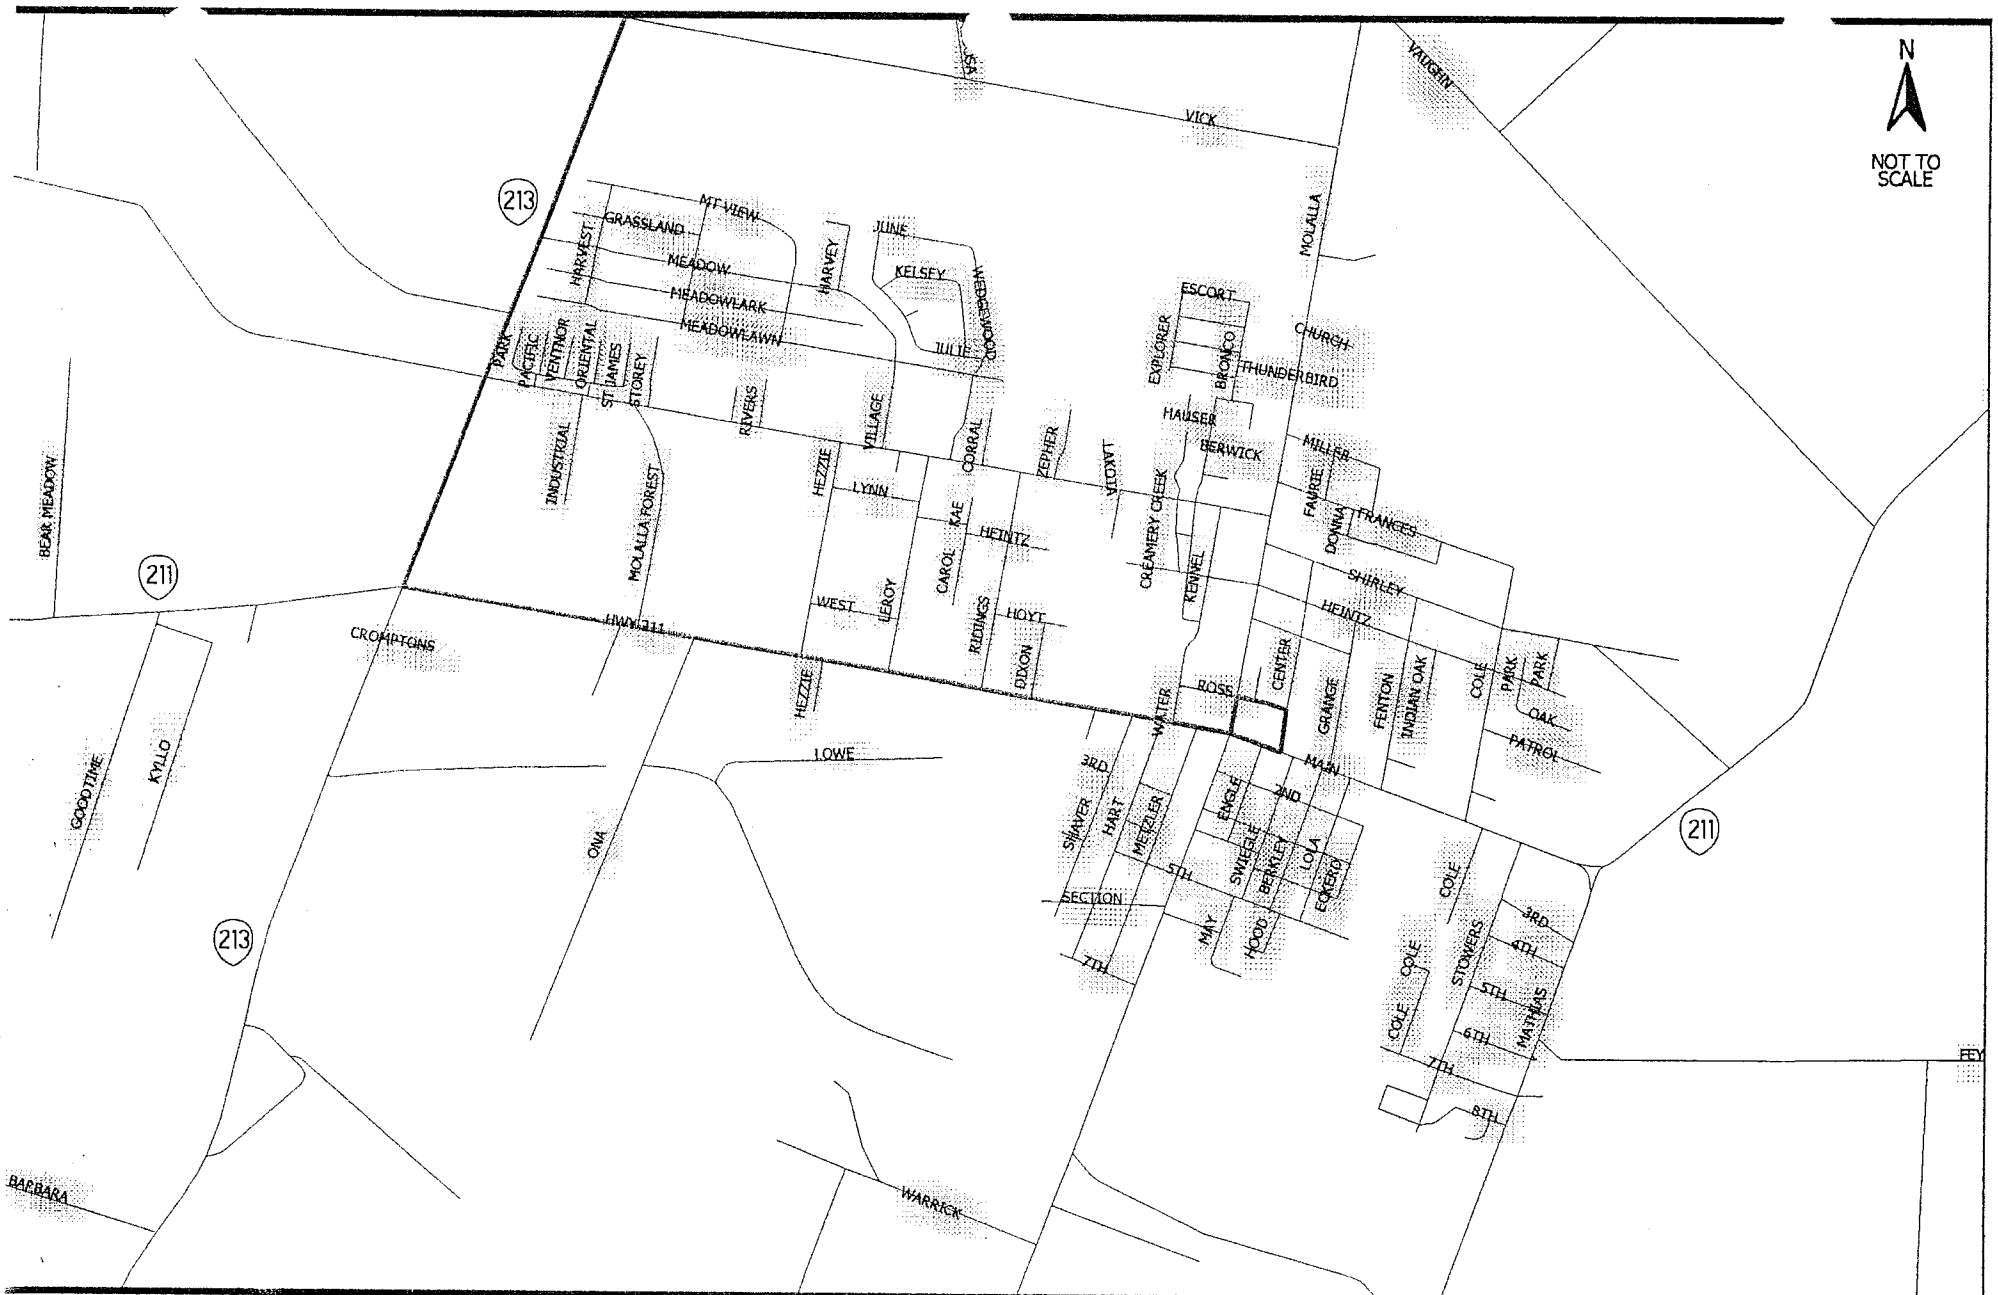 VAUGHN
N
NOT TO
SCALE
VICK
213
MOLALLA
MT VIEW
GRASSLAND
HARVEST
MEADOW
MEADOWLARK
MEADOWLAWN
HARVEY
JUNE
KELSEY
WEDGEWOOD
JULIE
ESCORT
EXPLORER
BRONCO
CHURCH
THUNDERBIRD
PARK
PACIFIC
VENTNOR
ORIENTAL
ST JAMES
STOREY
RIVERS
VILLAGE
CORRAL
ZEPHER
LAKOTA
HAUSER
BERWICK
MILLER
FAURIE
DONNA
FRANCES
BEAR MEADOW
INDUSTRIAL
MOLALLA FOREST
HEZZIE
LYNN
KAE
CAROL
HEINTZ
CREAMERY CREEK
KENNEL
SHIRLEY
HEINTZ
211
WEST
LEROY
RIDINGS
HOYT
DIXON
CROMPTONS
HWY 211
HEZZIE
WATER
ROSS
CENTER
GRANGE
FENTON
INDIAN OAK
COLE
PARK
PARK
OAK
PATROL
GOODTIME
KYLLO
LOWE
ONA
3RD
SHAVER
HART
METZLER
ENGLE
2ND
MAIN
SWIEGLE
BERKLEY
LOLA
ECKERD
5TH
SECTION
MAY
HOOD
7TH
211
COLE
COLE
COLE
STOWERS
3RD
4TH
5TH
6TH
MATHIAS
7TH
8TH
FEY
213
BARBARA
WARRICK